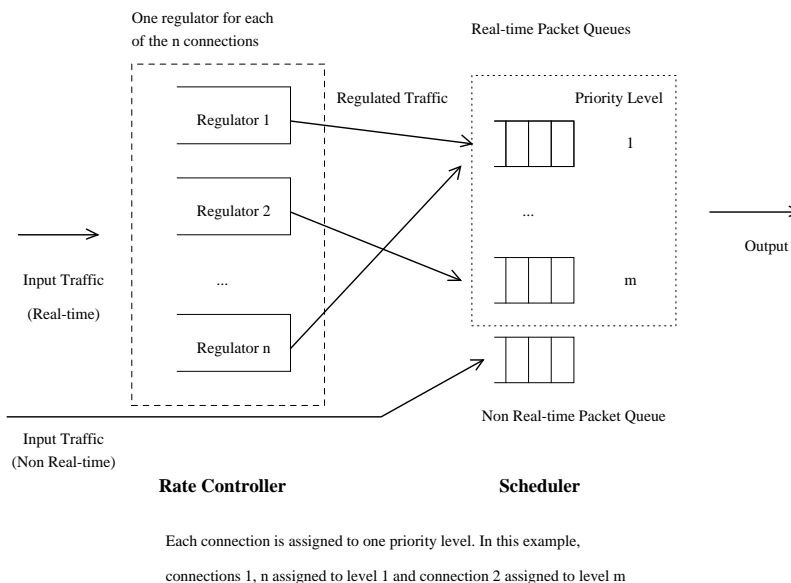 One regulator for each
of the n connections
Real-time Packet Queues
Regulated Traffic
Priority Level
Regulator 1
1
Regulator 2
...
...
Input Traffic
(Real-time)
Output
m
Regulator n
Non Real-time Packet Queue
Input Traffic
(Non Real-time)
Rate Controller
Scheduler
Each connection is assigned to one priority level. In this example,
connections 1, n assigned to level 1 and connection 2 assigned to level m